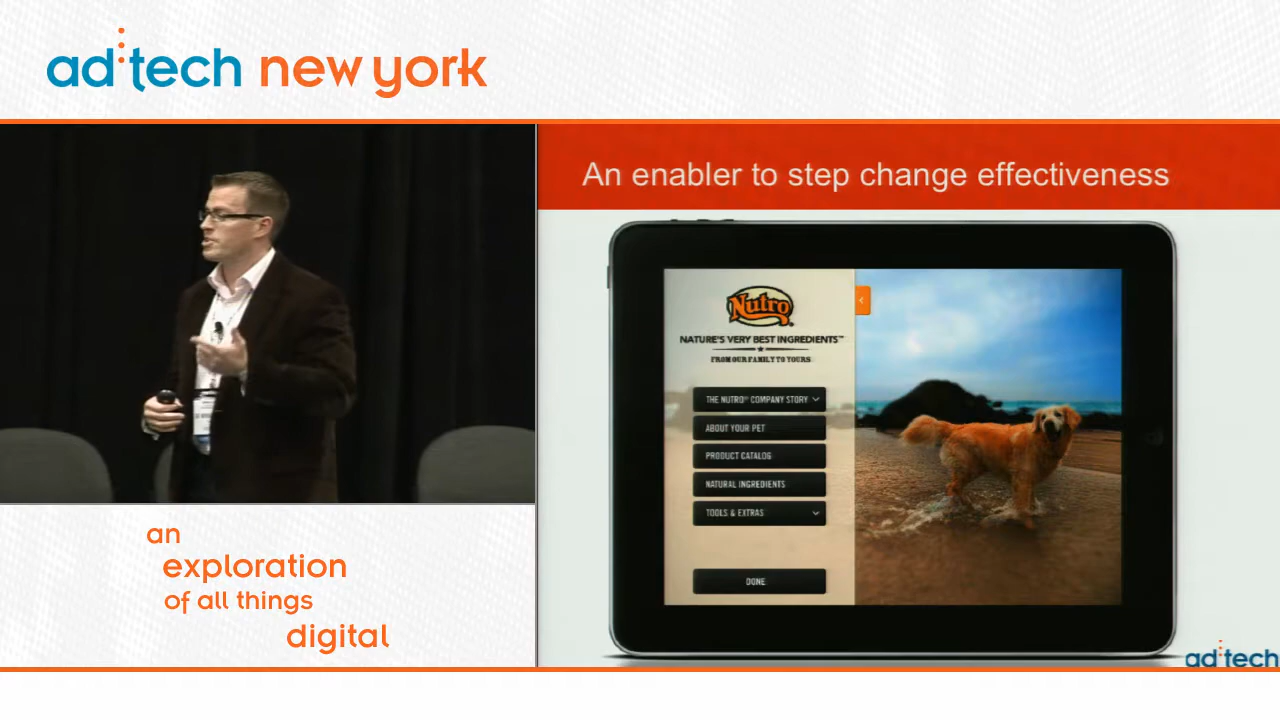 ad:tech new york
An enabler to step change effectiveness
Nutro
NATURE'S VERY BEST INGREDIENTS™
FROM OUR FAMILY TO YOURS
THE NUTRO® COMPANY STORY
ABOUT YOUR PET
PRODUCT CATALOG
NATURAL INGREDIENTS
TOOLS & EXTRAS
DONE
an
exploration
of all things
digital
ad:tech